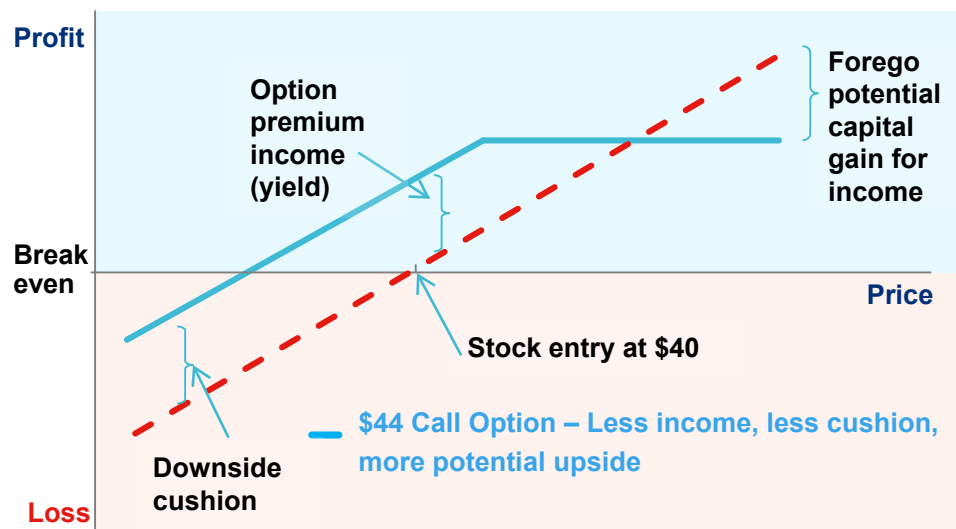 Profit
Option
premium
income
(yield)
Forego
potential
capital
gain for
income
Break
even
Price
Stock entry at $40
$44 Call Option – Less income, less cushion,
more potential upside
Downside
cushion
Loss